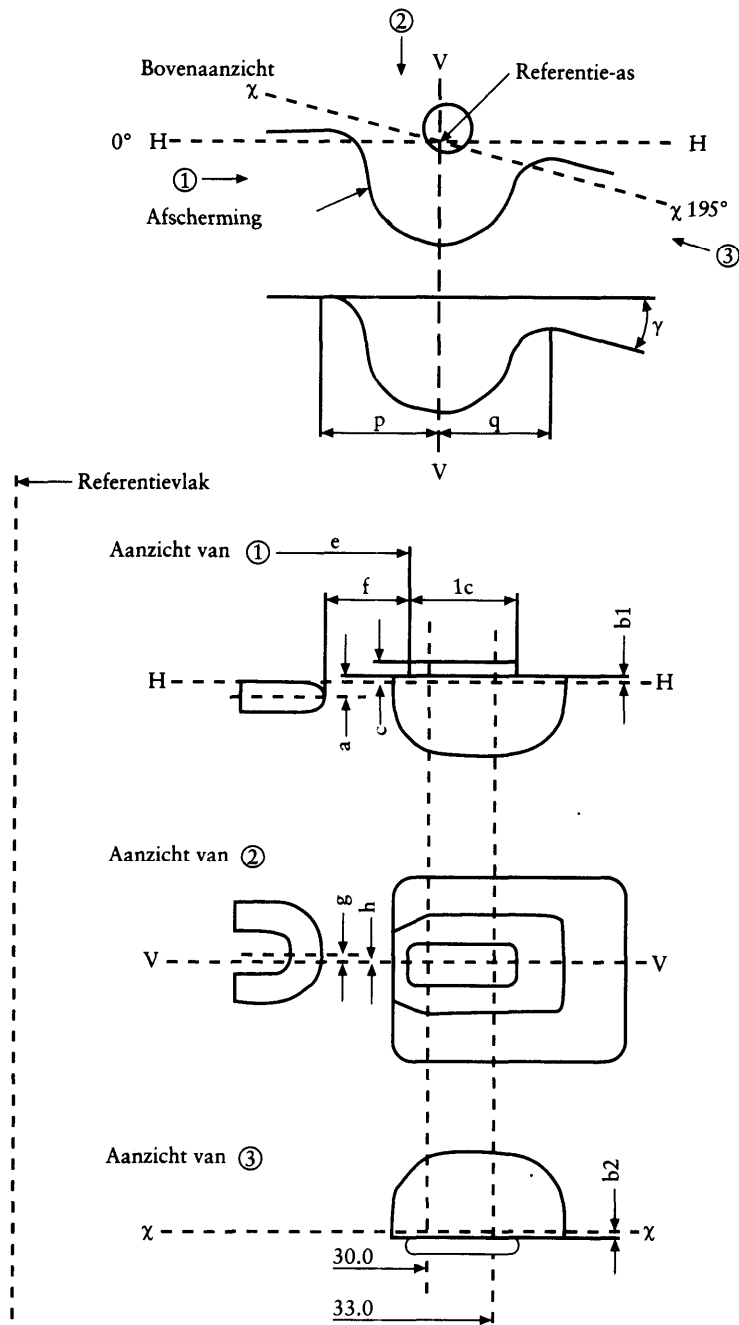 ②
V
Bovenaanzicht
Referentie-as
χ
0° H
H
①
Afscherming
χ 195°
③
γ
p
q
V
Referentievlak
Aanzicht van ①
e
f
1c
b1
H
H
a
c
Aanzicht van ②
g
h
V
V
Aanzicht van ③
b2
χ
χ
30.0
33.0